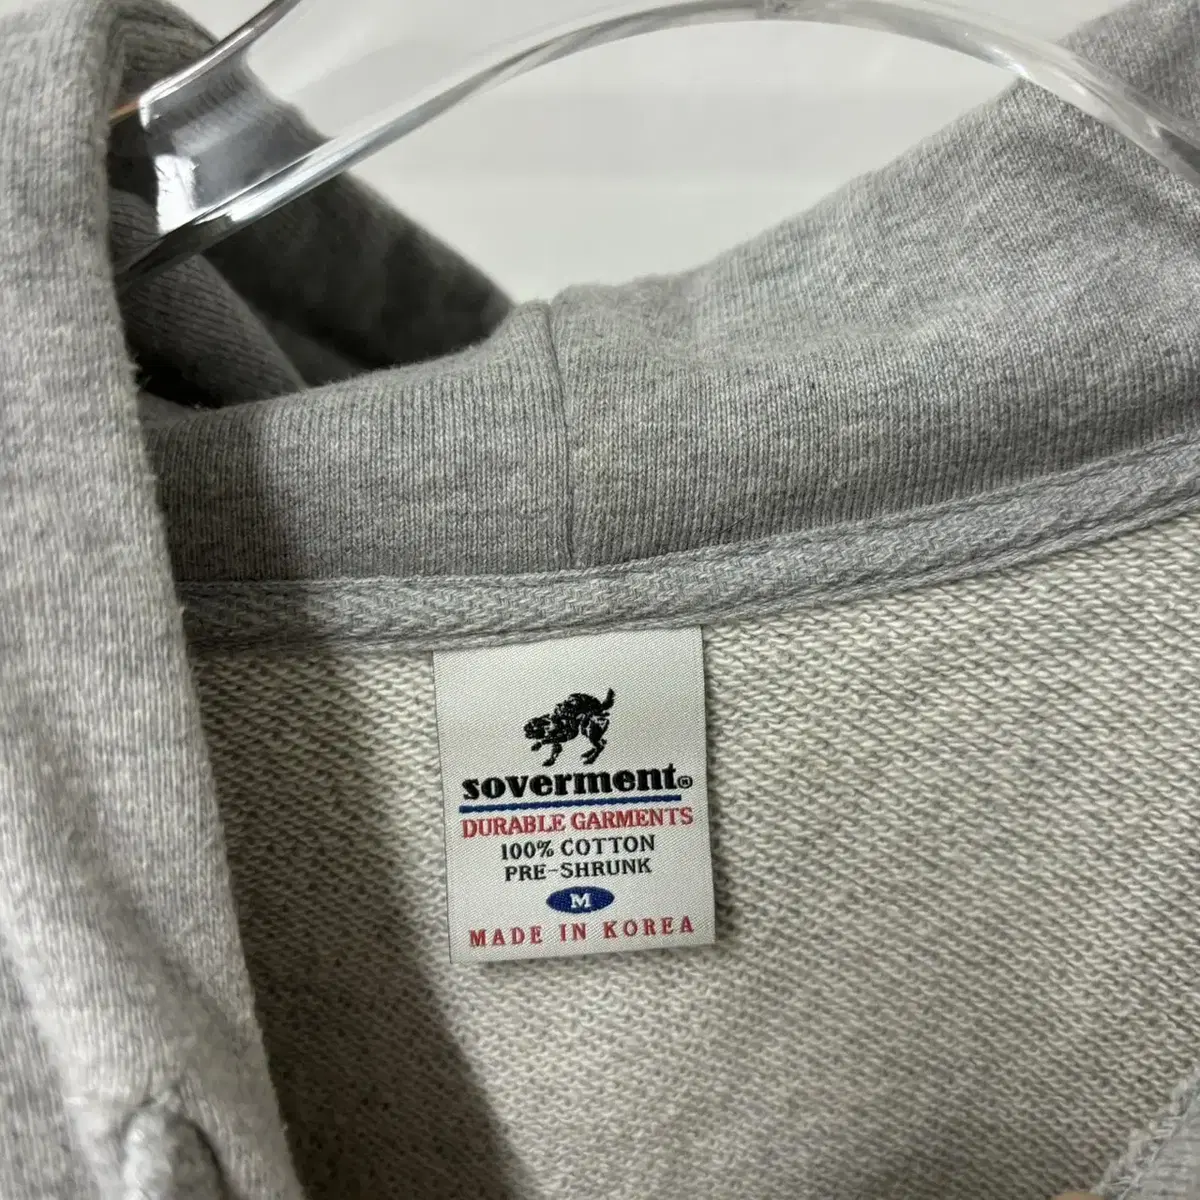 soverment®
DURABLE GARMENTS
100% COTTON
PRE-SHRUNK
M
MADE IN KOREA